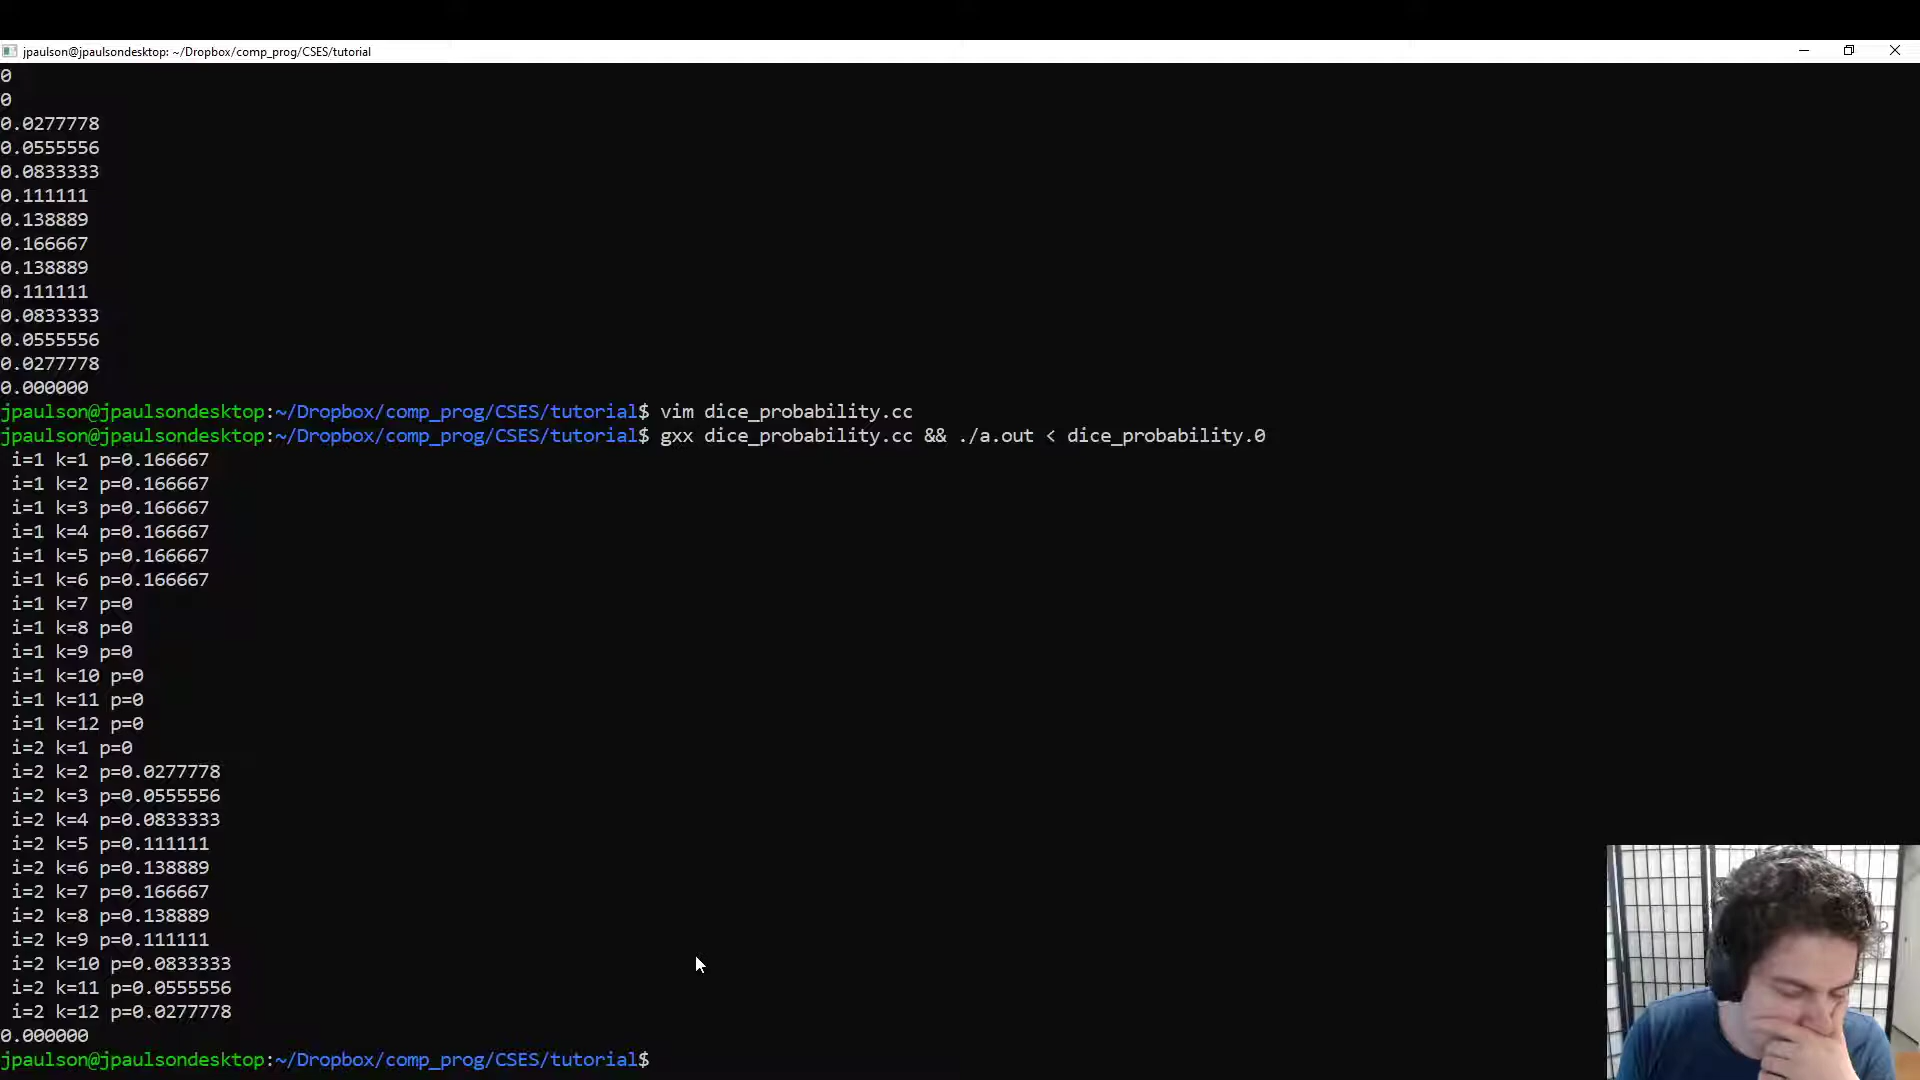 jpaulson@jpaulsondesktop: ~/Dropbox/comp_prog/CSES/tutorial
0
0
0.0277778
0.0555556
0.0833333
0.111111
0.138889
0.166667
0.138889
0.111111
0.0833333
0.0555556
0.0277778
0.000000
jpaulson@jpaulsondesktop:~/Dropbox/comp_prog/CSES/tutorial$ vim dice_probability.cc
jpaulson@jpaulsondesktop:~/Dropbox/comp_prog/CSES/tutorial$ gxx dice_probability.cc && ./a.out < dice_probability.0
i=1 k=1 p=0.166667
i=1 k=2 p=0.166667
i=1 k=3 p=0.166667
i=1 k=4 p=0.166667
i=1 k=5 p=0.166667
i=1 k=6 p=0.166667
i=1 k=7 p=0
i=1 k=8 p=0
i=1 k=9 p=0
i=1 k=10 p=0
i=1 k=11 p=0
i=1 k=12 p=0
i=2 k=1 p=0
i=2 k=2 p=0.0277778
i=2 k=3 p=0.0555556
i=2 k=4 p=0.0833333
i=2 k=5 p=0.111111
i=2 k=6 p=0.138889
i=2 k=7 p=0.166667
i=2 k=8 p=0.138889
i=2 k=9 p=0.111111
i=2 k=10 p=0.0833333
i=2 k=11 p=0.0555556
i=2 k=12 p=0.0277778
0.000000
jpaulson@jpaulsondesktop:~/Dropbox/comp_prog/CSES/tutorial$